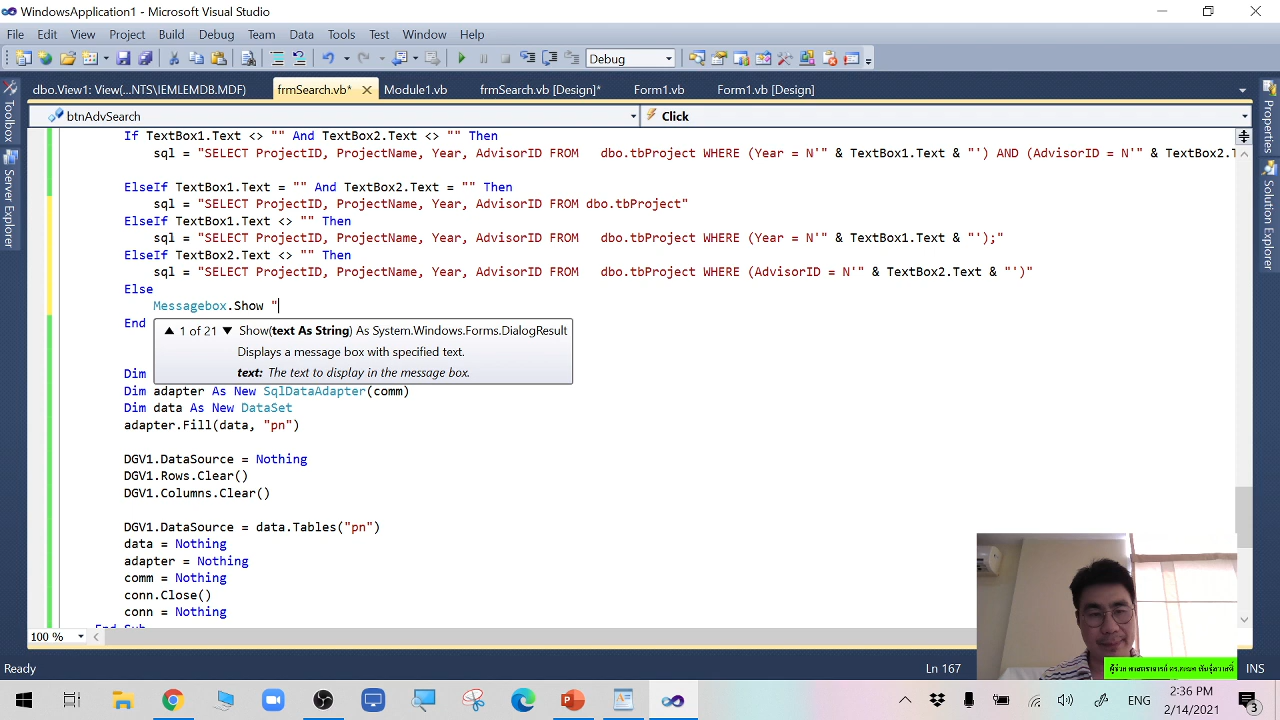 WindowsApplication1 - Microsoft Visual Studio
File Edit View Project Build Debug Team Data Tools Test Window Help
Debug
dbo.View1: View(...NTS\IEMLEMDB.MDF) frmSearch.vb* Module1.vb frmSearch.vb [Design]* Form1.vb Form1.vb [Design]
btnAdvSearch Click
Toolbox
Server Explorer
Properties
Solution Explorer
If TextBox1.Text <> "" And TextBox2.Text <> "" Then
sql = "SELECT ProjectID, ProjectName, Year, AdvisorID FROM dbo.tbProject WHERE (Year = N'" & TextBox1.Text & "') AND (AdvisorID = N'" & TextBox2.T
ElseIf TextBox1.Text = "" And TextBox2.Text = "" Then
sql = "SELECT ProjectID, ProjectName, Year, AdvisorID FROM dbo.tbProject"
ElseIf TextBox1.Text <> "" Then
sql = "SELECT ProjectID, ProjectName, Year, AdvisorID FROM dbo.tbProject WHERE (Year = N'" & TextBox1.Text & "');"
ElseIf TextBox2.Text <> "" Then
sql = "SELECT ProjectID, ProjectName, Year, AdvisorID FROM dbo.tbProject WHERE (AdvisorID = N'" & TextBox2.Text & "')"
Else
Messagebox.Show "
End
1 of 21 Show(text As String) As System.Windows.Forms.DialogResult
Displays a message box with specified text.
text: The text to display in the message box.
Dim
Dim adapter As New SqlDataAdapter(comm)
Dim data As New DataSet
adapter.Fill(data, "pn")
DGV1.DataSource = Nothing
DGV1.Rows.Clear()
DGV1.Columns.Clear()
DGV1.DataSource = data.Tables("pn")
data = Nothing
adapter = Nothing
comm = Nothing
conn.Close()
conn = Nothing
End Sub
100 %
Ready Ln 167 INS
ENG 2:36 PM
2/14/2021 3